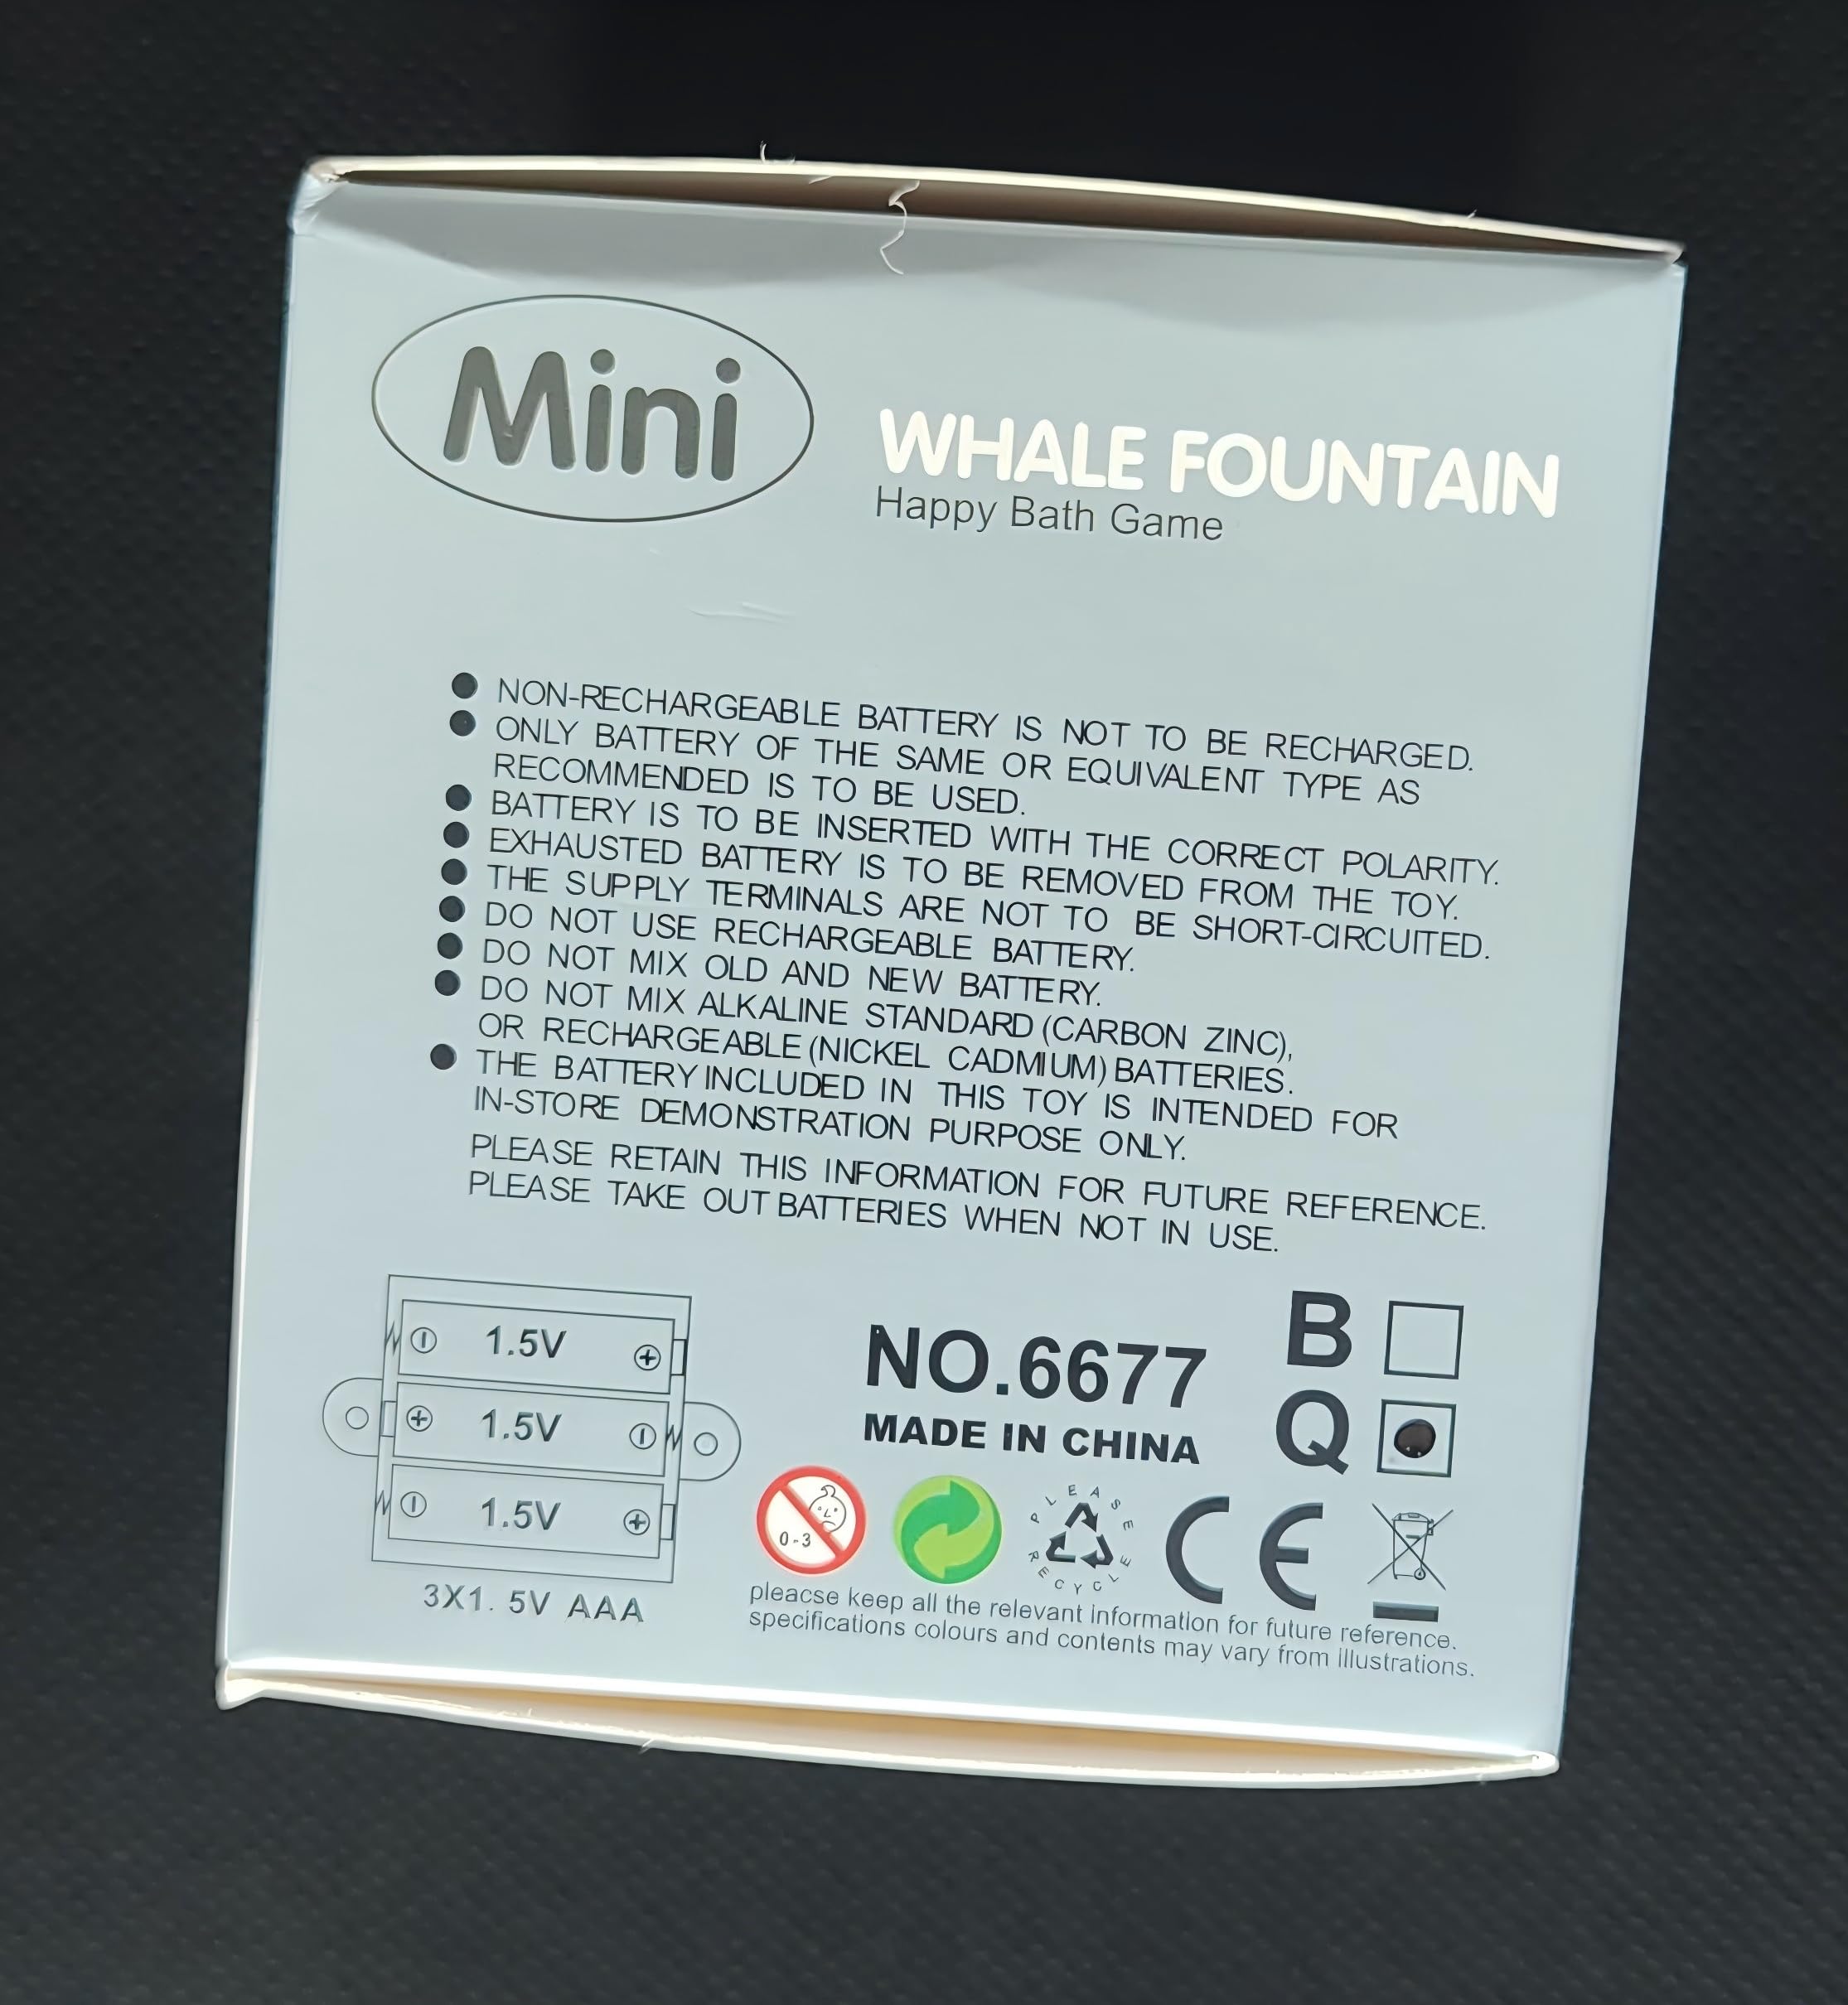 Mini
WHALE FOUNTAIN
Happy Bath Game
● NON-RECHARGEABLE BATTERY IS NOT TO BE RECHARGED.
● ONLY BATTERY OF THE SAME OR EQUIVALENT TYPE AS
RECOMMENDED IS TO BE USED.
● BATTERY IS TO BE INSERTED WITH THE CORRECT POLARITY.
● EXHAUSTED BATTERY IS TO BE REMOVED FROM THE TOY.
● THE SUPPLY TERMINALS ARE NOT TO BE SHORT-CIRCUITED.
● DO NOT USE RECHARGEABLE BATTERY.
● DO NOT MIX OLD AND NEW BATTERY.
● DO NOT MIX ALKALINE STANDARD (CARBON ZINC),
OR RECHARGEABLE (NICKEL CADMIUM) BATTERIES.
● THE BATTERY INCLUDED IN THIS TOY IS INTENDED FOR
IN-STORE DEMONSTRATION PURPOSE ONLY.
PLEASE RETAIN THIS INFORMATION FOR FUTURE REFERENCE.
PLEASE TAKE OUT BATTERIES WHEN NOT IN USE.
1.5V +
+ 1.5V
1.5V +
3X1. 5V AAA
NO.6677
MADE IN CHINA
B
Q
0-3
PLEASE RECYCLE
CE
pleacse keep all the relevant information for future reference.
specifications colours and contents may vary from illustrations.